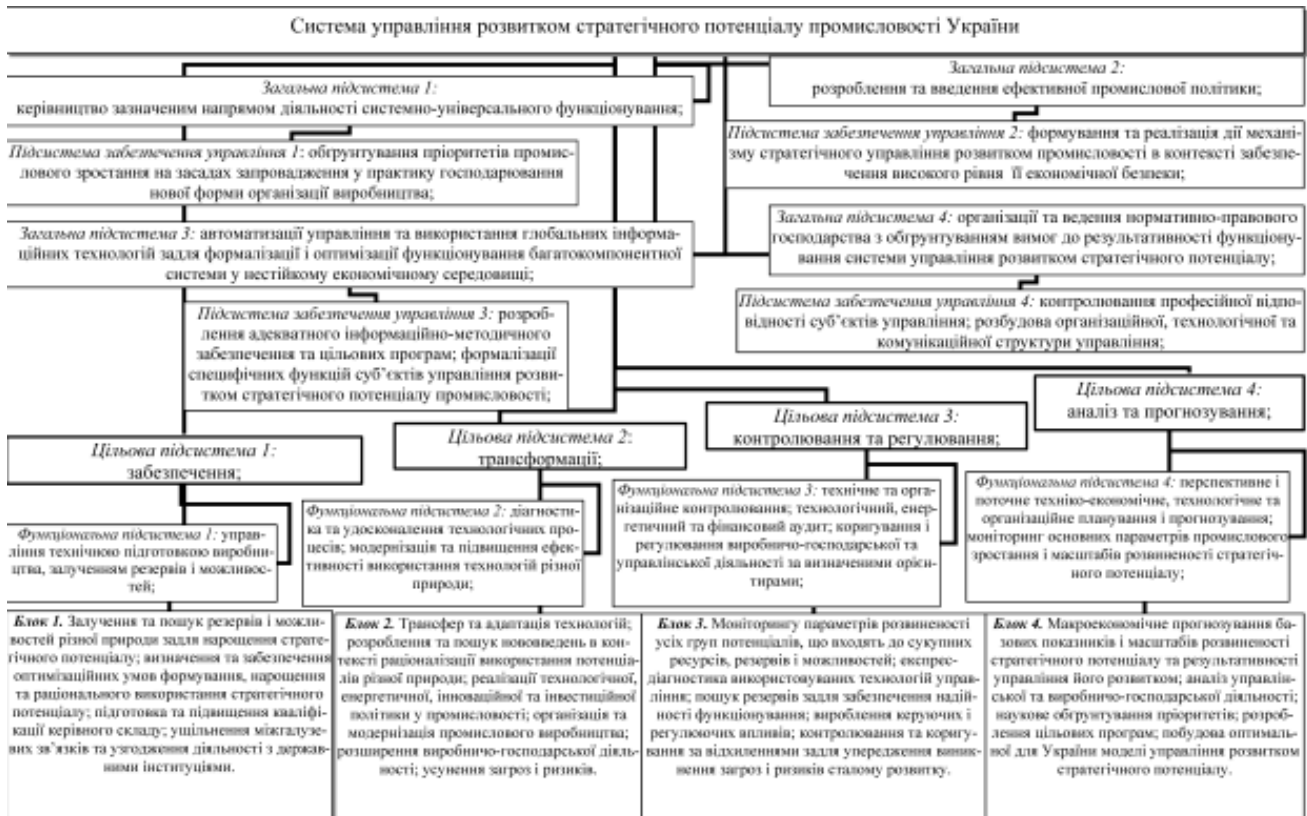 Система управління розвитком стратегічного потенціалу промисловості України
Загальна підсистема 1:
керівництво зазначеним напрямом діяльності системно-універсального функціонування;
Загальна підсистема 2:
розроблення та введення ефективної промислової політики;
Підсистема забезпечення управління 1: обґрунтування пріоритетів промис-
лового зростання на засадах запровадження у практику господарювання
нової форми організації виробництва;
Підсистема забезпечення управління 2: формування та реалізація дії механі-
зму стратегічного управління розвитком промисловості в контексті забезпе-
чення високого рівня її економічної безпеки;
Загальна підсистема 3: автоматизації управління та використання глобальних інформа-
ційних технологій задля формалізації і оптимізації функціонування багатокомпонентної
системи у нестійкому економічному середовищі;
Загальна підсистема 4: організації та ведення нормативно-правового
господарства з обґрунтуванням вимог до результативності функціону-
вання системи управління розвитком стратегічного потенціалу;
Підсистема забезпечення управління 3: розроб-
лення адекватного інформаційно-методичного
забезпечення та цільових програм; формалізації
специфічних функцій суб’єктів управління розви-
тком стратегічного потенціалу промисловості;
Підсистема забезпечення управління 4: контролювання професійної відпо-
відності суб’єктів управління; розбудова організаційної, технологічної та
комунікаційної структури управління;
Цільова підсистема 1:
забезпечення;
Цільова підсистема 2:
трансформації;
Цільова підсистема 3:
контролювання та регулювання;
Цільова підсистема 4:
аналіз та прогнозування;
Функціональна підсистема 1: управ-
ління технічною підготовкою виробни-
цтва, залученням резервів і можливос-
тей;
Функціональна підсистема 2: діагности-
ка та удосконалення технологічних про-
цесів; модернізація та підвищення ефек-
тивності використання технологій різної
природи;
Функціональна підсистема 3: технічне та орга-
нізаційне контролювання; технологічний, енер-
гетичний та фінансовий аудит; коригування і
регулювання виробничо-господарської та
управлінської діяльності за визначеними орієн-
тирами;
Функціональна підсистема 4: перспективне і
поточне техніко-економічне, технологічне та
організаційне планування і прогнозування;
моніторинг основних параметрів промислового
зростання і масштабів розвиненості стратегіч-
ного потенціалу;
Блок 1. Залучення та пошук резервів і можли-
востей різної природи задля нарощення страте-
гічного потенціалу; визначення та забезпечення
оптимізаційних умов формування, нарощення
та раціонального використання стратегічного
потенціалу; підготовка та підвищення кваліфі-
кації керівного складу; ущільнення міжгалузе-
вих зв’язків та узгодження діяльності з держав-
ними інституціями.
Блок 2. Трансфер та адаптація технологій;
розроблення та пошук нововведень в кон-
тексті раціоналізації використання потенціа-
лів різної природи; реалізації технологічної,
енергетичної, інноваційної та інвестиційної
політики у промисловості; організація та
модернізація промислового виробництва;
розширення виробничо-господарської діяль-
ності; усунення загроз і ризиків.
Блок 3. Моніторингу параметрів розвиненості
усіх груп потенціалів, що входять до сукупних
ресурсів, резервів і можливостей; експрес-
діагностика використовуваних технологій управ-
ління; пошук резервів задля забезпечення надій-
ності функціонування; вироблення керуючих і
регулюючих впливів; контролювання та коригу-
вання за відхиленнями задля упередження виник-
нення загроз і ризиків сталому розвитку.
Блок 4. Макроекономічне прогнозування ба-
зових показників і масштабів розвиненості
стратегічного потенціалу та результативності
управління його розвитком; аналіз управлін-
ської та виробничо-господарської діяльності;
наукове обґрунтування пріоритетів; розроб-
лення цільових програм; побудова оптималь-
ної для України моделі управління розвитком
стратегічного потенціалу.